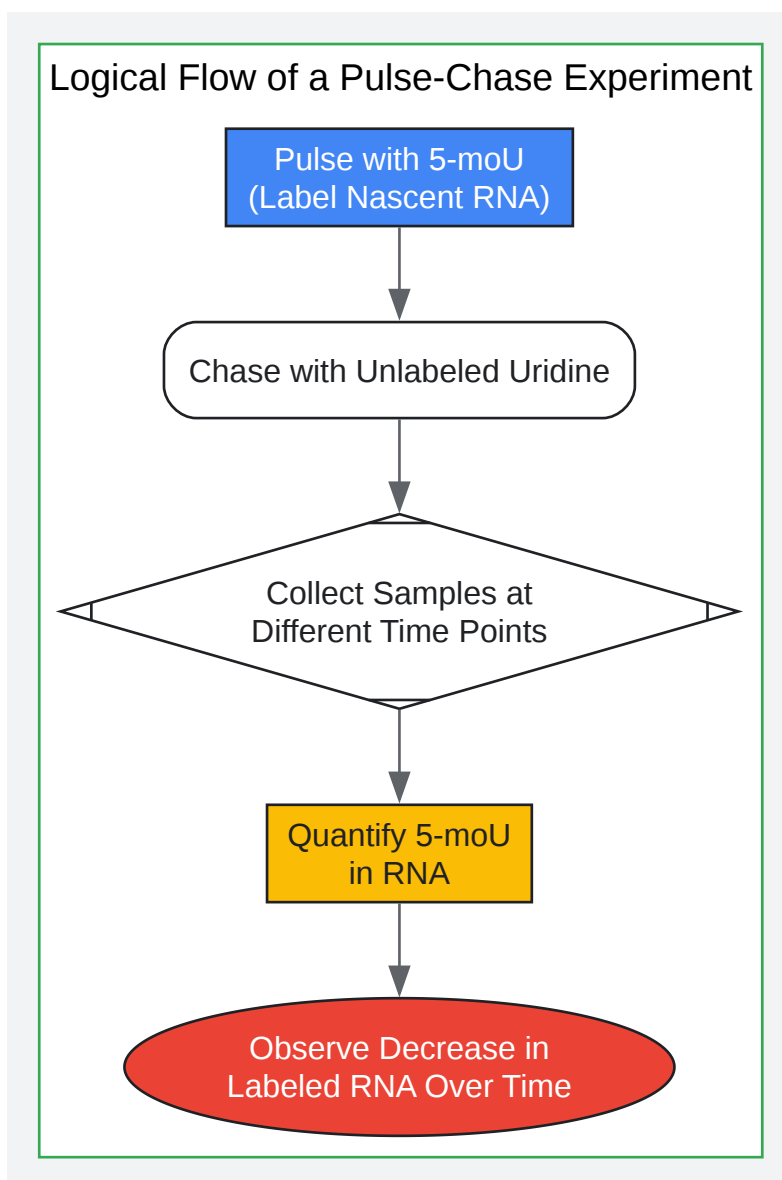 Logical Flow of a Pulse-Chase Experiment
Pulse with 5-moU
(Label Nascent RNA)
Chase with Unlabeled Uridine
Collect Samples at
Different Time Points
Quantify 5-moU
in RNA
Observe Decrease in
Labeled RNA Over Time